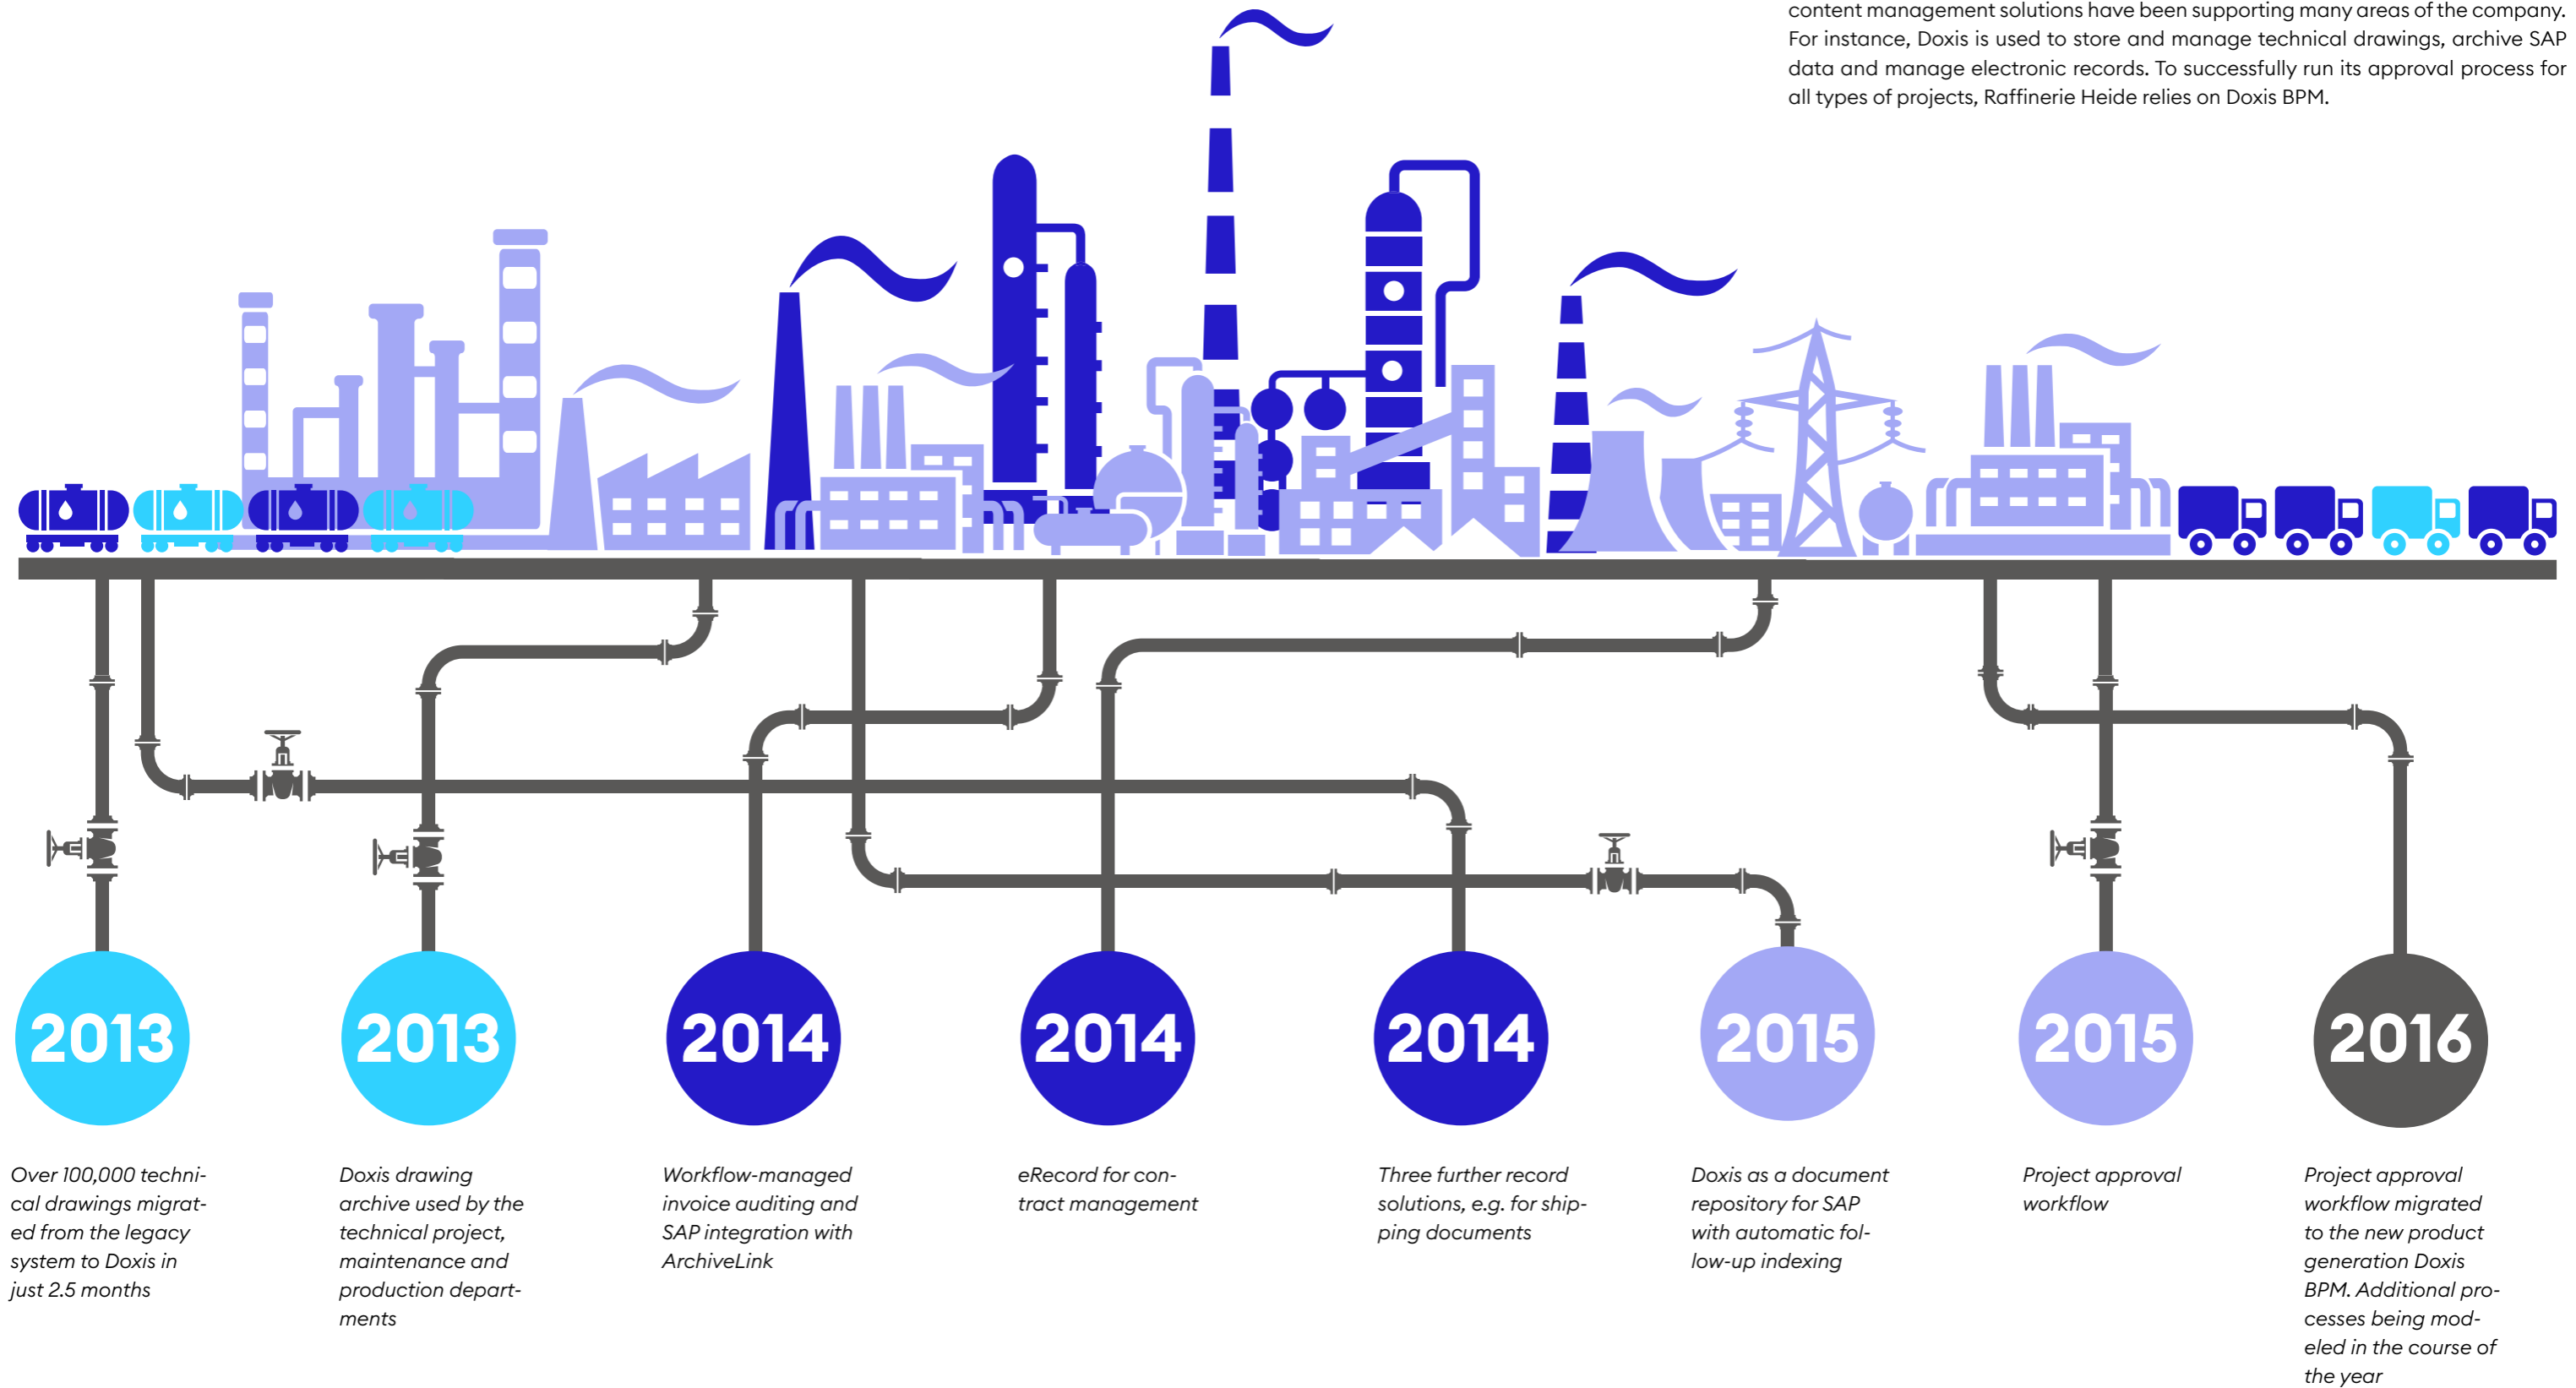 content management solutions have been supporting many areas of the company.
For instance, Doxis is used to store and manage technical drawings, archive SAP
data and manage electronic records. To successfully run its approval process for
all types of projects, Raffinerie Heide relies on Doxis BPM.
2013
Over 100,000 techni-
cal drawings migrat-
ed from the legacy
system to Doxis in
just 2.5 months
2013
Doxis drawing
archive used by the
technical project,
maintenance and
production depart-
ments
2014
Workflow-managed
invoice auditing and
SAP integration with
ArchiveLink
2014
eRecord for con-
tract management
2014
Three further record
solutions, e.g. for ship-
ping documents
2015
Doxis as a document
repository for SAP
with automatic fol-
low-up indexing
2015
Project approval
workflow
2016
Project approval
workflow migrated
to the new product
generation Doxis
BPM. Additional pro-
cesses being mod-
eled in the course of
the year